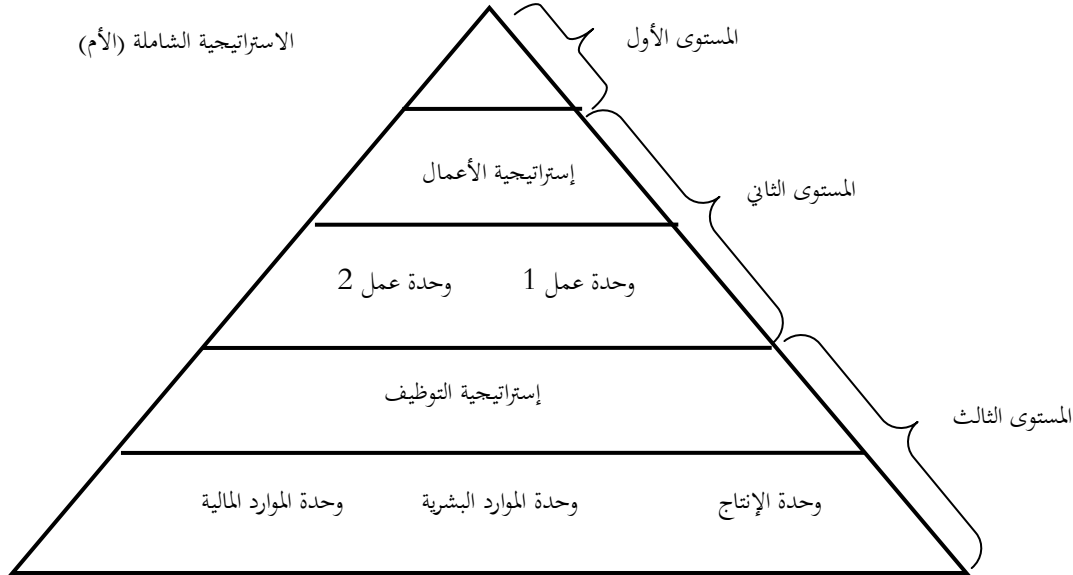 المستوى الأول
الاستراتيجية الشاملة (الأم)
إستراتيجية الأعمال
المستوى الثاني
وحدة عمل 1
وحدة عمل 2
إستراتيجية التوظيف
المستوى الثالث
وحدة الإنتاج
وحدة الموارد البشرية
وحدة الموارد المالية